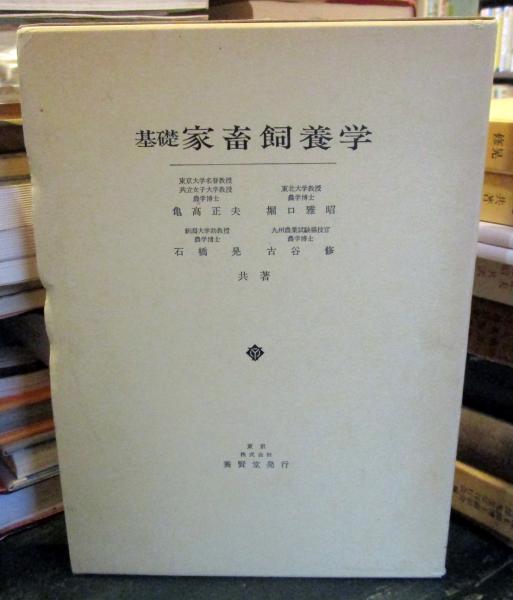 基礎 家畜飼養学
東京大学名誉教授
共立女子大学教授
農学博士
亀高正夫
東北大学教授
農学博士
堀口雅昭
新潟大学助教授
農学博士
石橋晃
九州農業試験場技官
農学博士
古谷修
共著
東京
株式会社
養賢堂発行